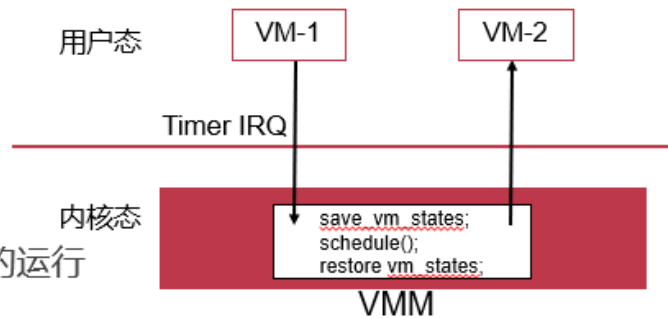 用户态
VM-1
VM-2
Timer IRQ
内核态
save_vm_states;
schedule();
restore vm_states;
的运行
VMM